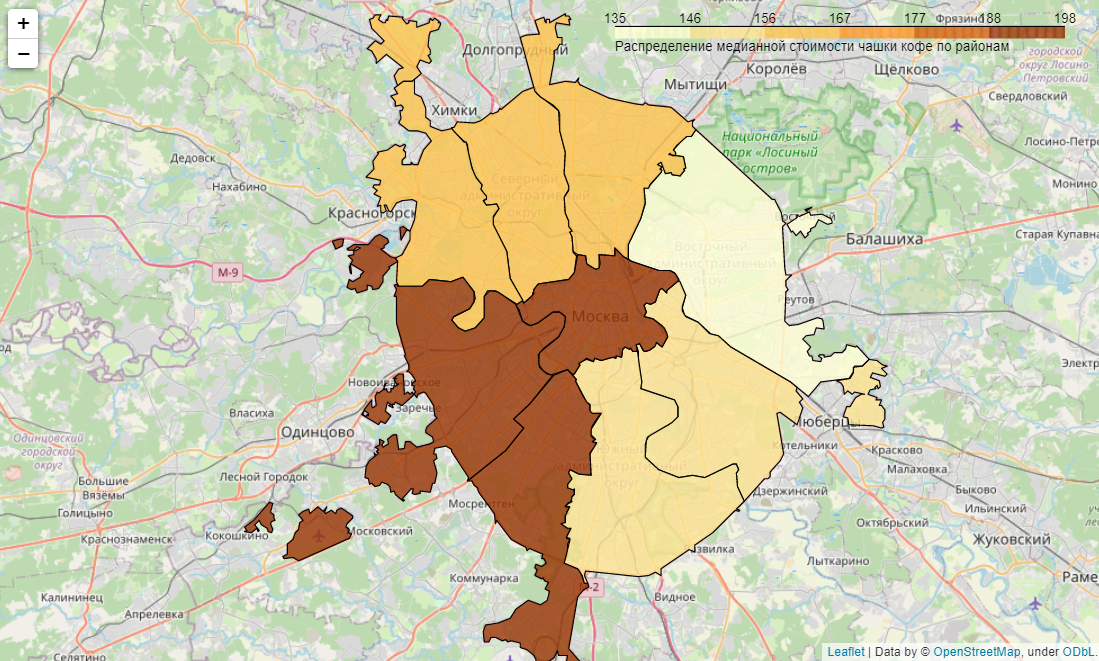 +
−
135 146 156 167 177 188 198
Распределение медианной стоимости чашки кофе по районам
Долгопрудный
Фрязино
Королёв
Щёлково
городской
округ Лосино-
Петровский
Мытищи
Свердловский
Химки
Национальный
парк «Лосиный
остров»
Лосино-Петр
Дедовск
Северный
административный
округ
Нахабино
Монино
Красногорск
Старая Купавна
Балашиха
Восточный
административный
округ
М-9
Реутов
Москва
Электр
Новоивановское
Заречье
Власиха
Одинцово
Люберцы
Одинцовский
городской
округ
Котельники
Красково
Малаховка
Южный
административный
округ
Лесной Городок
Большие
Вязёмы
Голицыно
Мосрентген
Дзержинский
Быково
Ильинский
Октябрьский
Жуковский
Краснознаменск
Кокошкино
Московский
Лыткарино
Коммунарка
Видное
Раме
Калининец
Апрелевка
Селятино
Leaflet | Data by © OpenStreetMap, under ODbL.